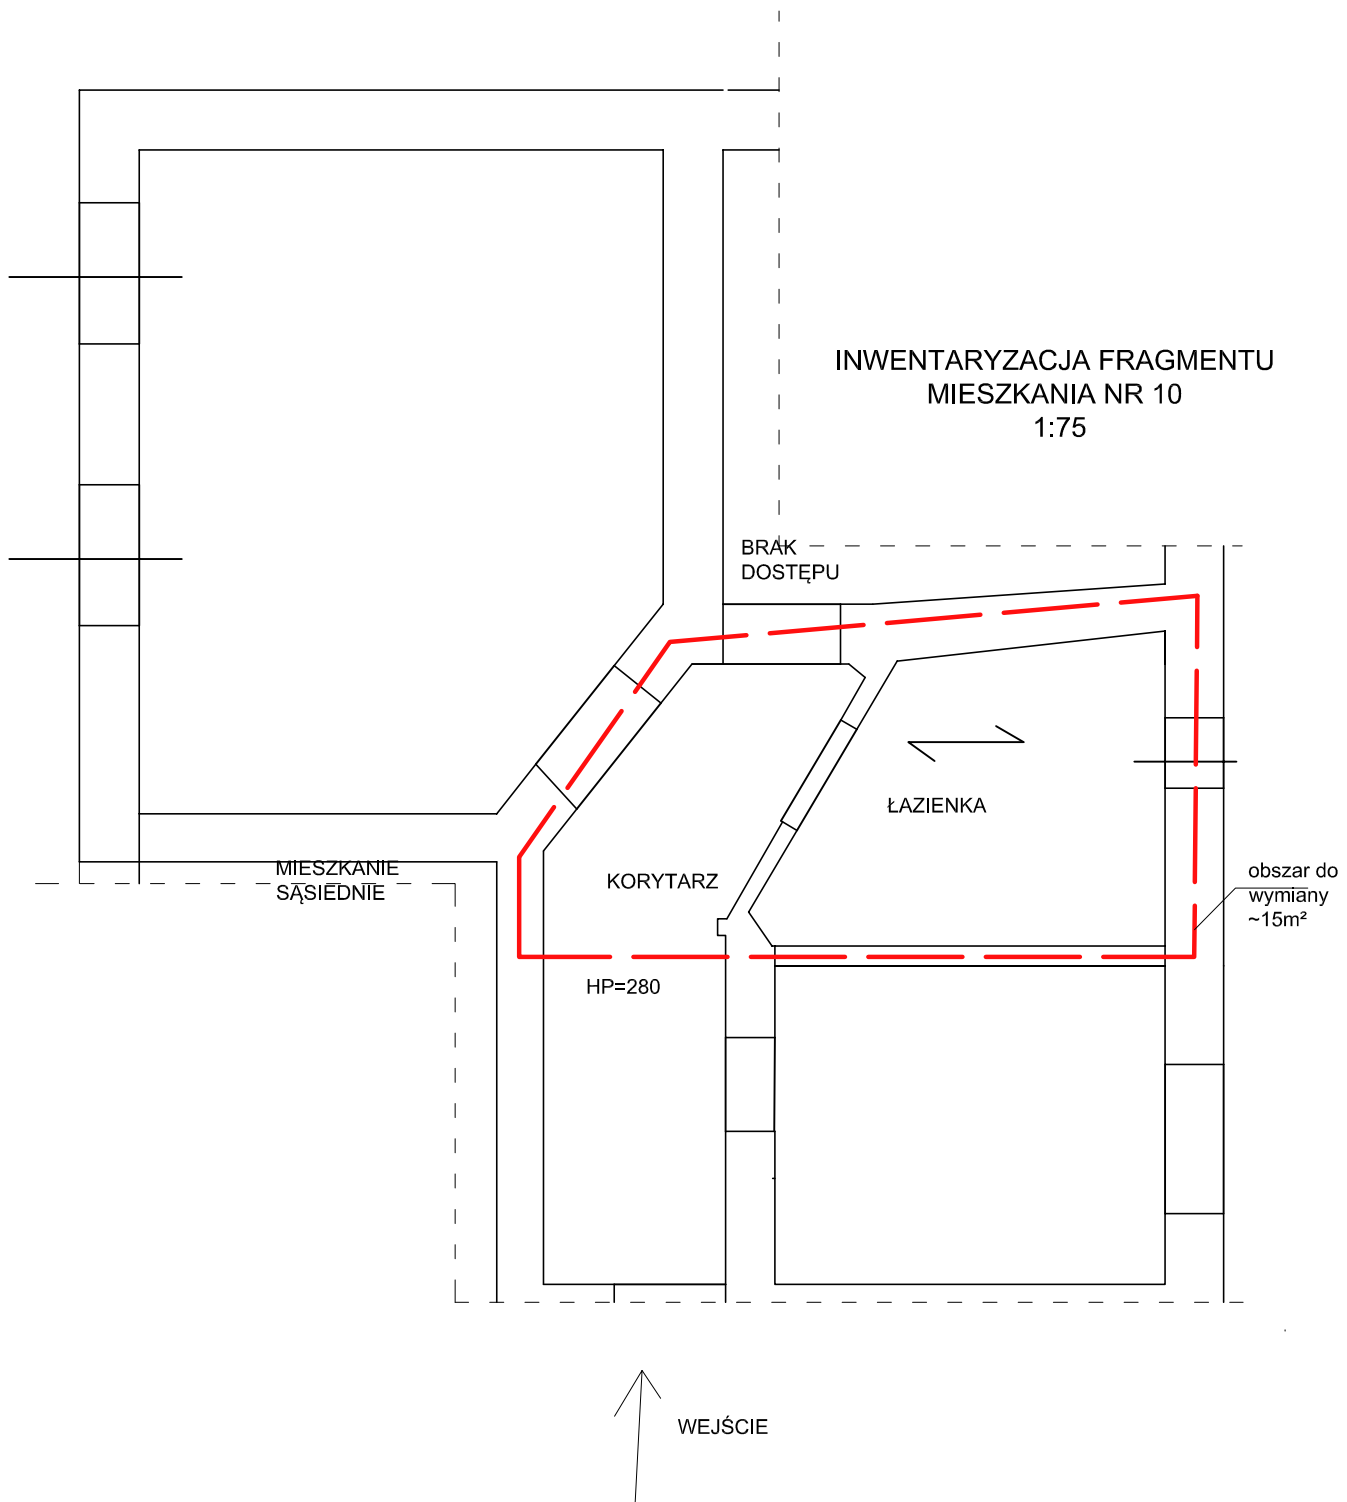 INWENTARYZACJA FRAGMENTU
MIESZKANIA NR 10
1:75
BRAK
DOSTĘPU
ŁAZIENKA
MIESZKANIE
SĄSIEDNIE
KORYTARZ
obszar do
wymiany
~15m²
HP=280
WEJŚCIE